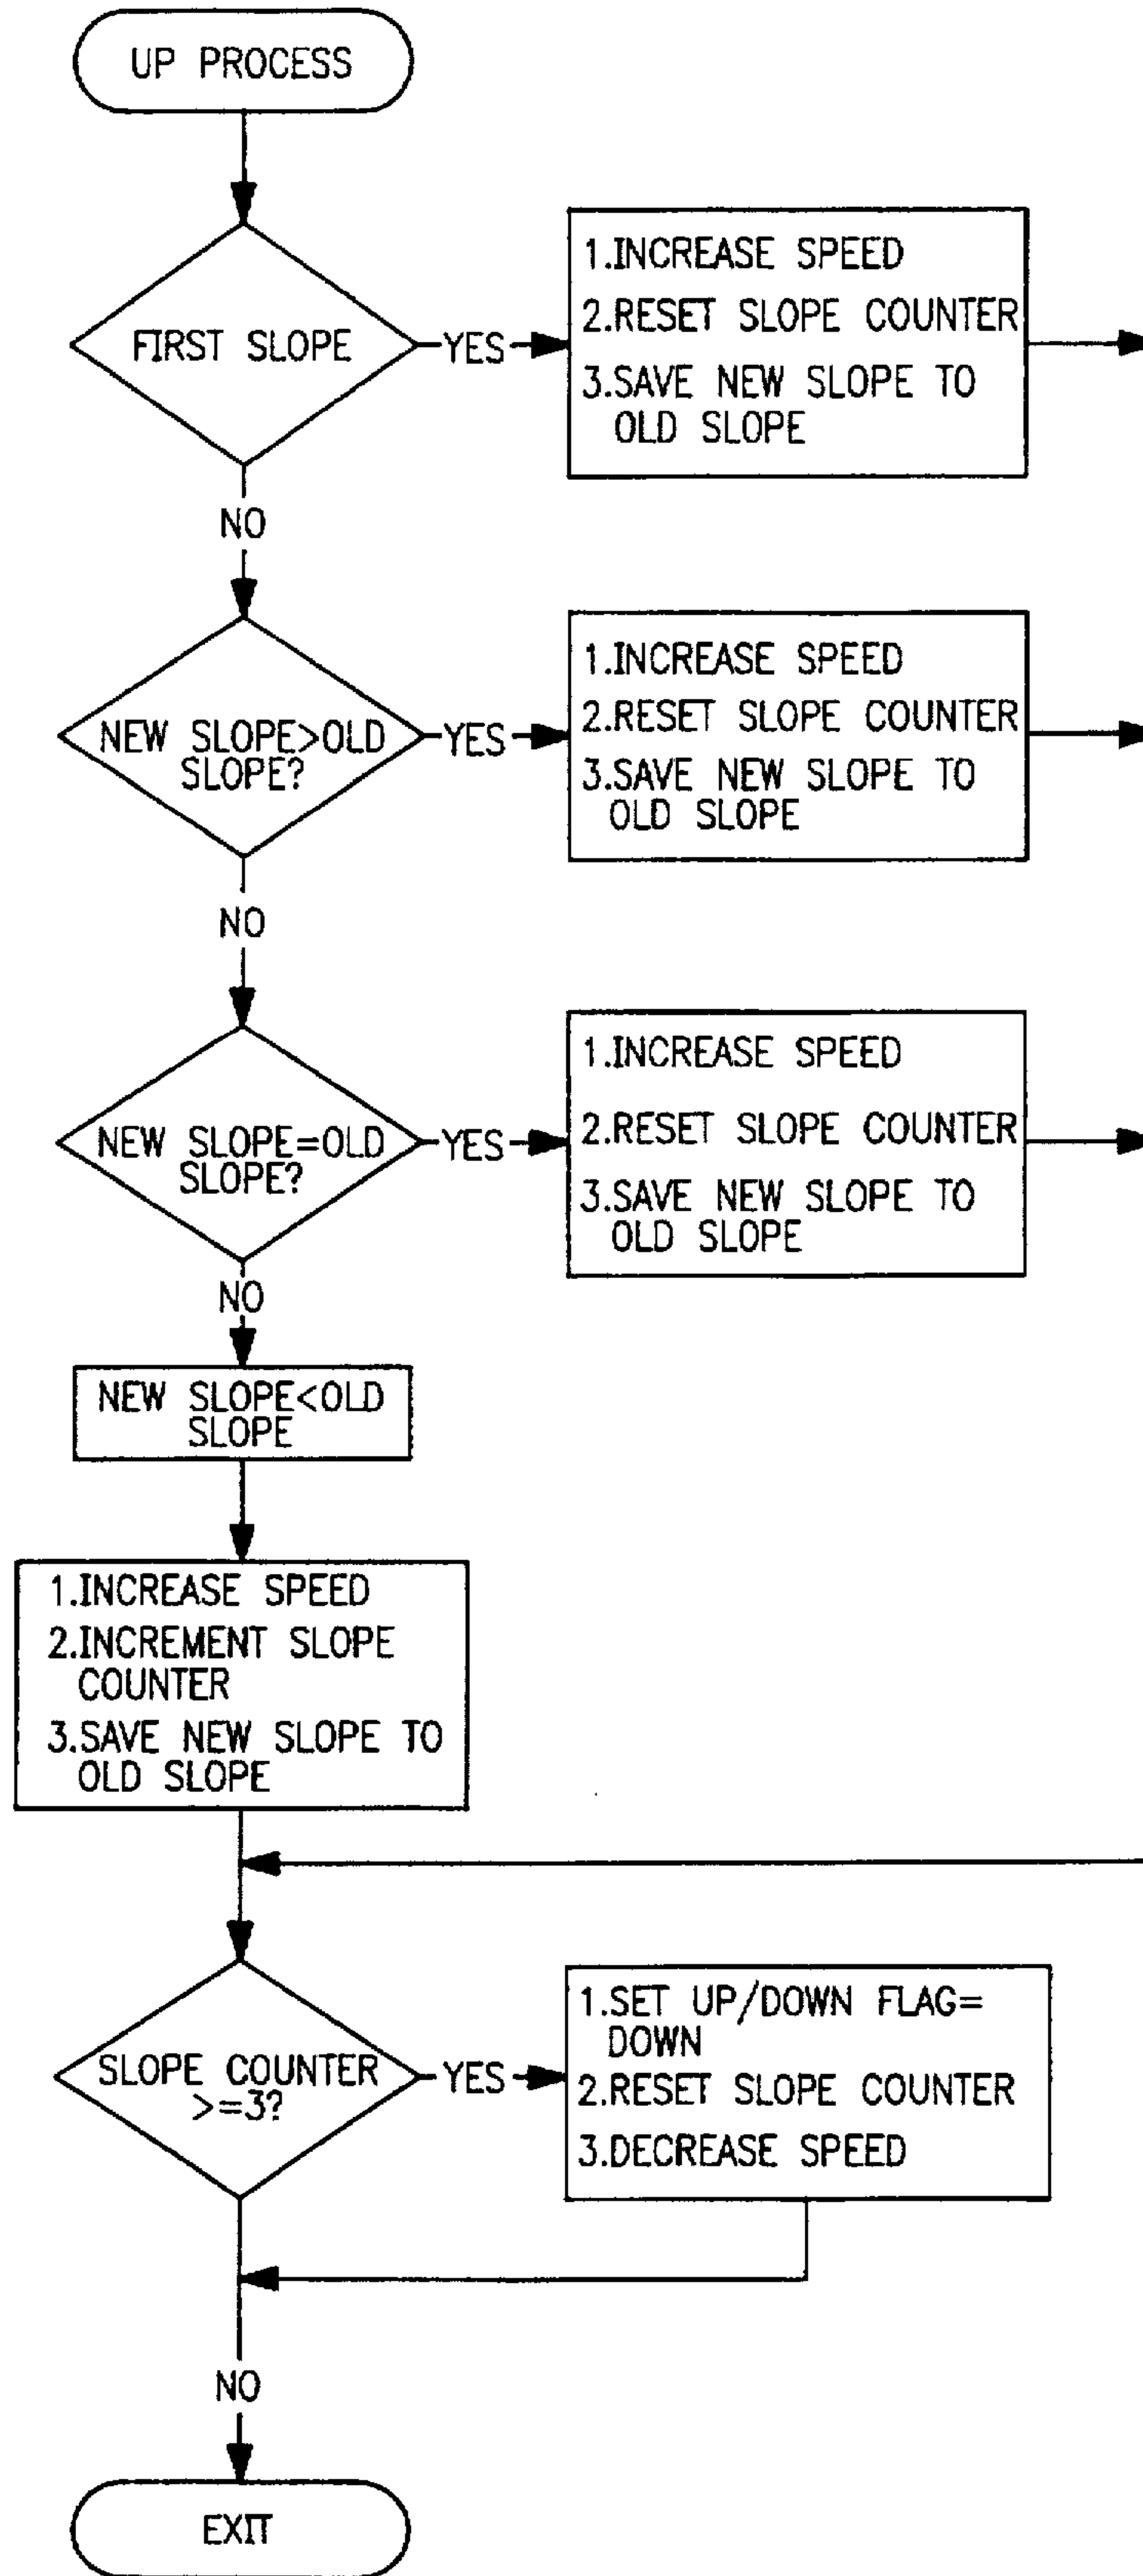 UP PROCESS
FIRST SLOPE
YES
1.INCREASE SPEED
2.RESET SLOPE COUNTER
3.SAVE NEW SLOPE TO
OLD SLOPE
NO
NEW SLOPE>OLD
SLOPE?
YES
1.INCREASE SPEED
2.RESET SLOPE COUNTER
3.SAVE NEW SLOPE TO
OLD SLOPE
NO
NEW SLOPE=OLD
SLOPE?
YES
1.INCREASE SPEED
2.RESET SLOPE COUNTER
3.SAVE NEW SLOPE TO
OLD SLOPE
NO
NEW SLOPE<OLD
SLOPE
1.INCREASE SPEED
2.INCREMENT SLOPE
COUNTER
3.SAVE NEW SLOPE TO
OLD SLOPE
SLOPE COUNTER
>=3?
YES
1.SET UP/DOWN FLAG=
DOWN
2.RESET SLOPE COUNTER
3.DECREASE SPEED
NO
EXIT